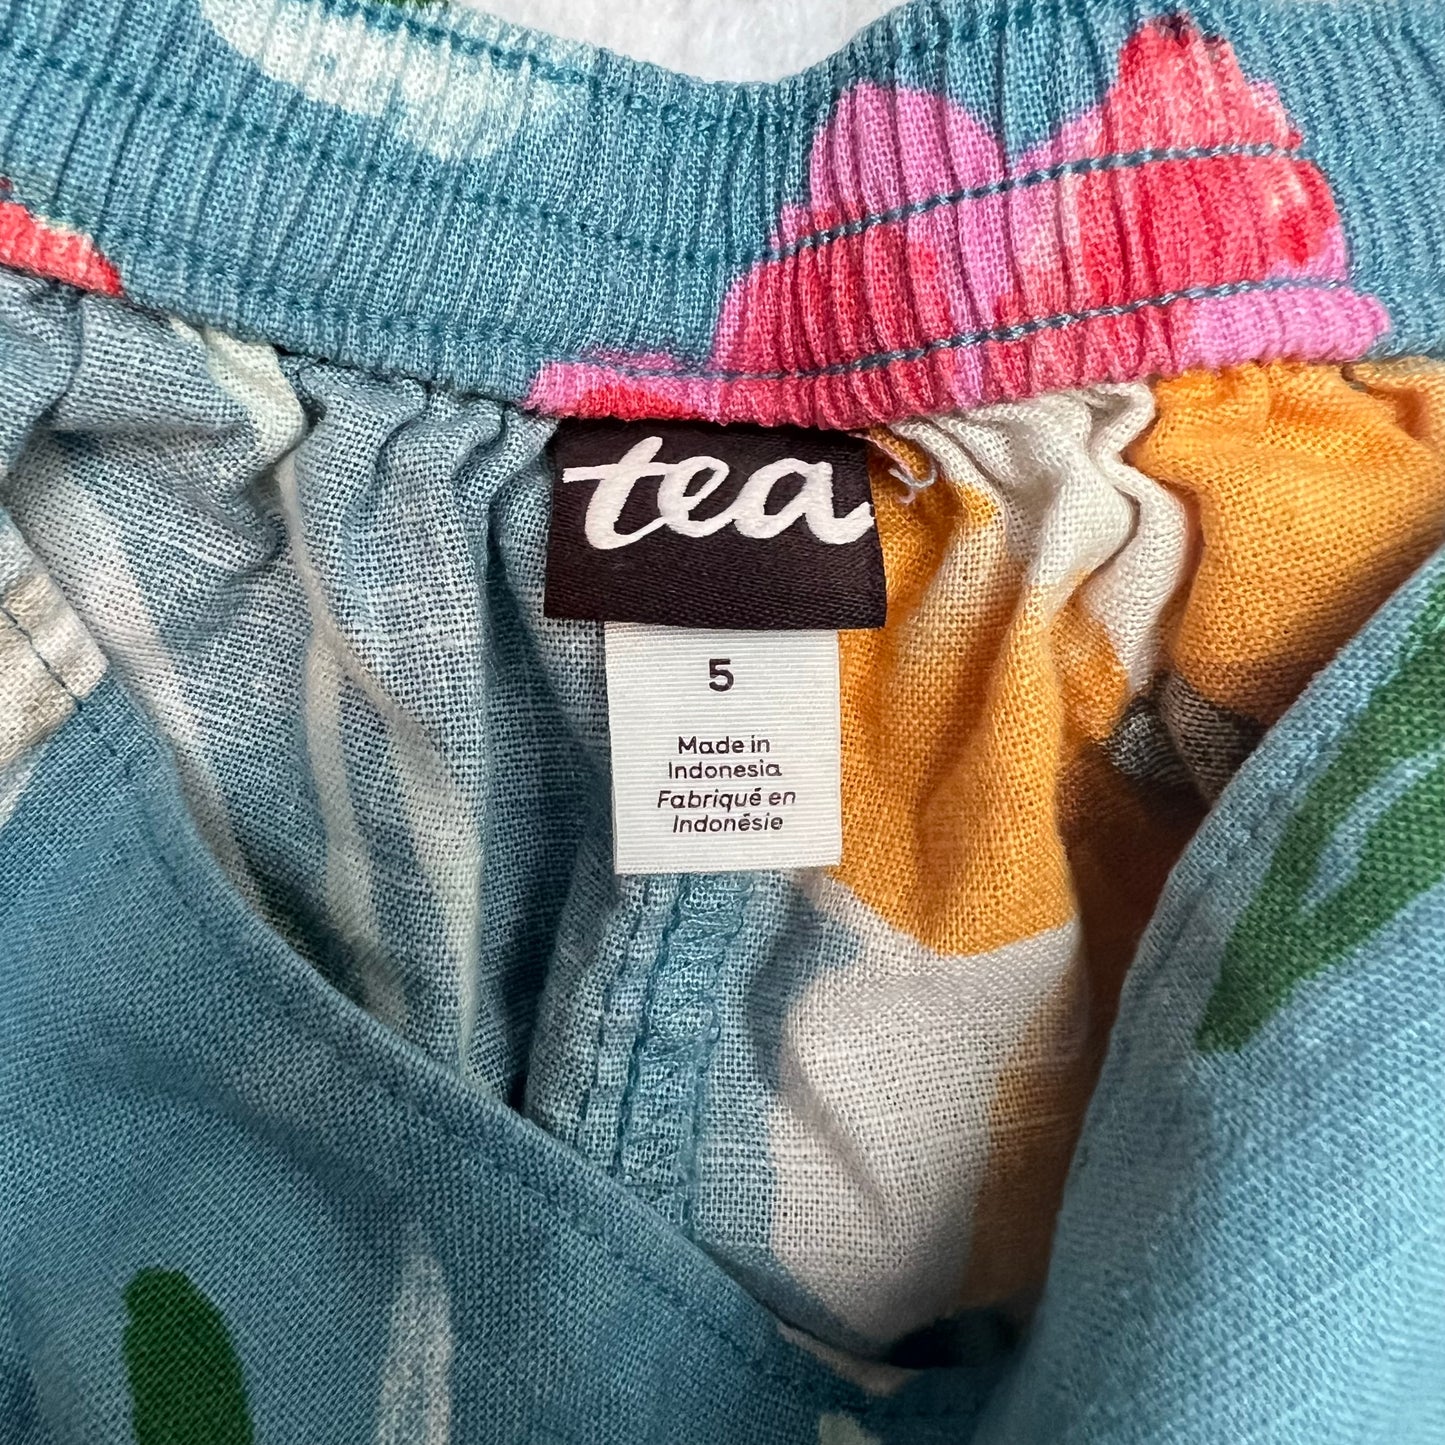 tea
5
Made in
Indonesia
Fabriqué en
Indonésie